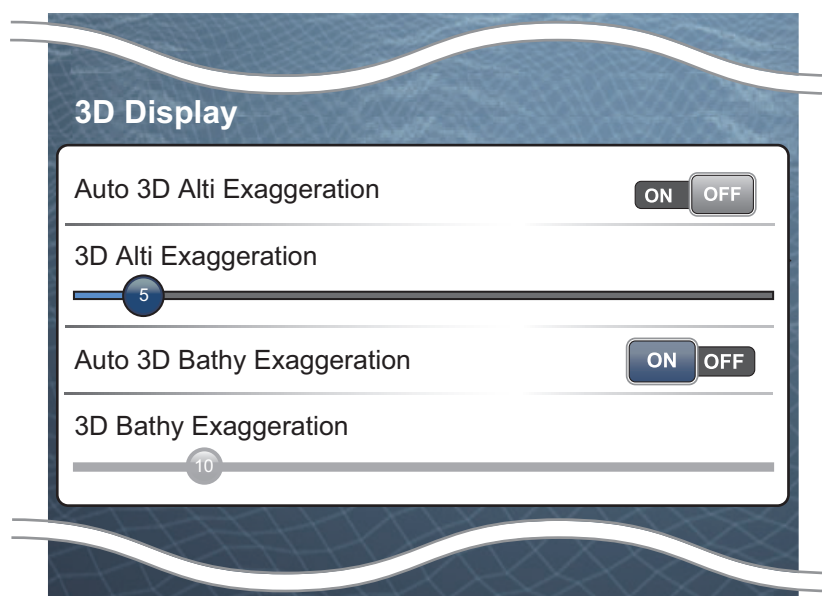 3D Display
Auto 3D Alti Exaggeration ON OFF
3D Alti Exaggeration
5
Auto 3D Bathy Exaggeration ON OFF
3D Bathy Exaggeration
10